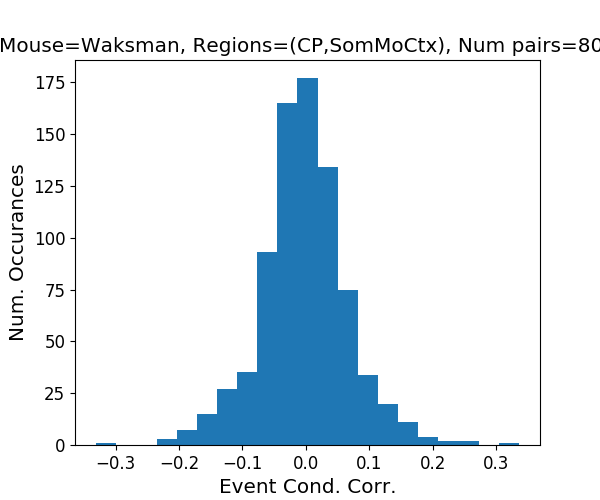 Mouse=Waksman, Regions=(CP,SomMoCtx), Num pairs=80
175
150
125
100
75
50
25
0
Num. Occurances
−0.3 −0.2 −0.1 0.0 0.1 0.2 0.3
Event Cond. Corr.